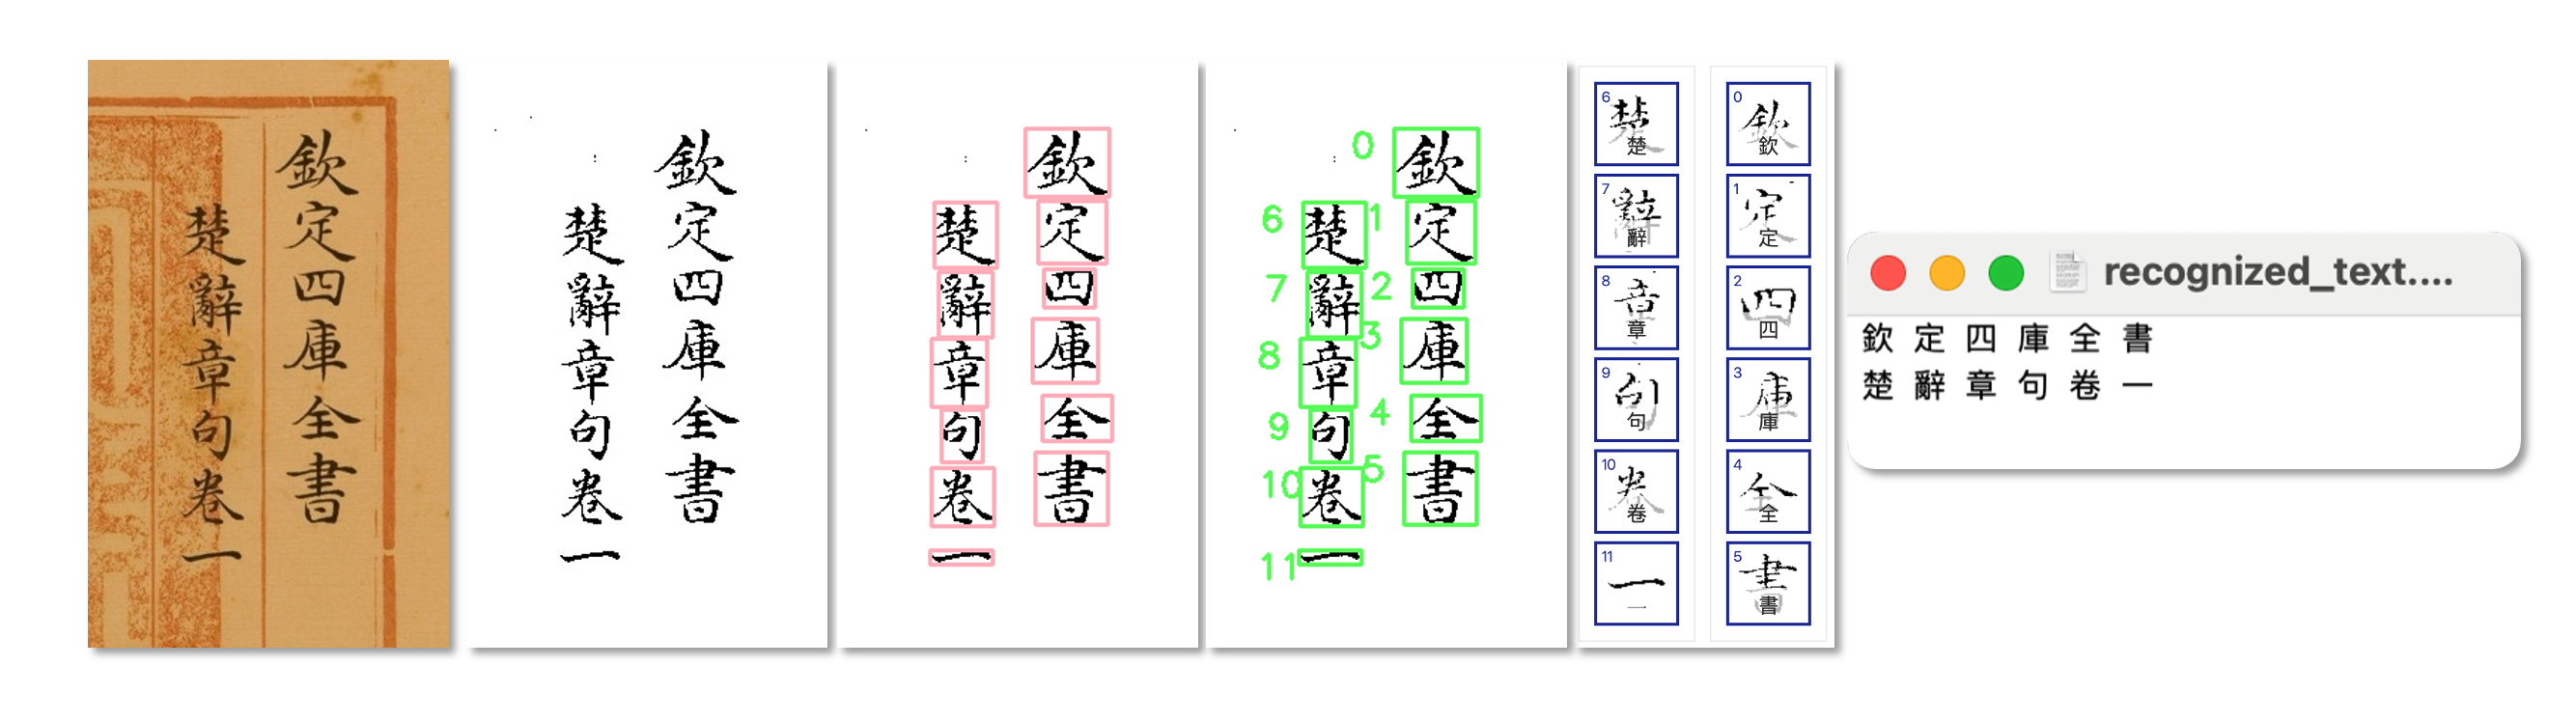 欽定四庫全書
楚辭章句卷一
欽定四庫全書
楚辭章句卷一
欽定四庫全書
楚辭章句卷一
0 欽
1 定
2 四
3 庫
4 全
5 書
6 楚
7 辭
8 章
9 句
10 卷
11 一
0 欽 欽
1 定 定
2 四 四
3 庫 庫
4 全 全
5 書 書
6 楚 楚
7 辭 辭
8 章 章
9 句 句
10 卷 卷
11 一 一
recognized_text....
欽 定 四 庫 全 書
楚 辭 章 句 卷 一